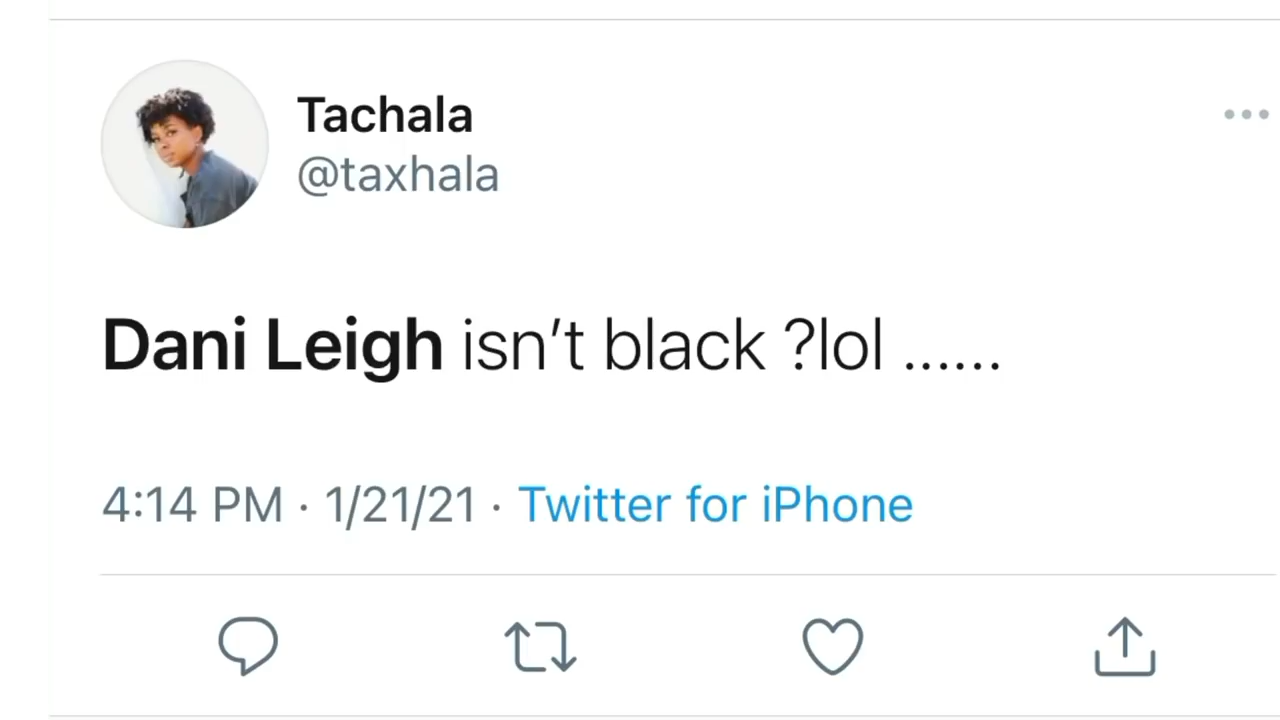 Tachala
@taxhala
Dani Leigh isn’t black ?lol ......
4:14 PM · 1/21/21 · Twitter for iPhone